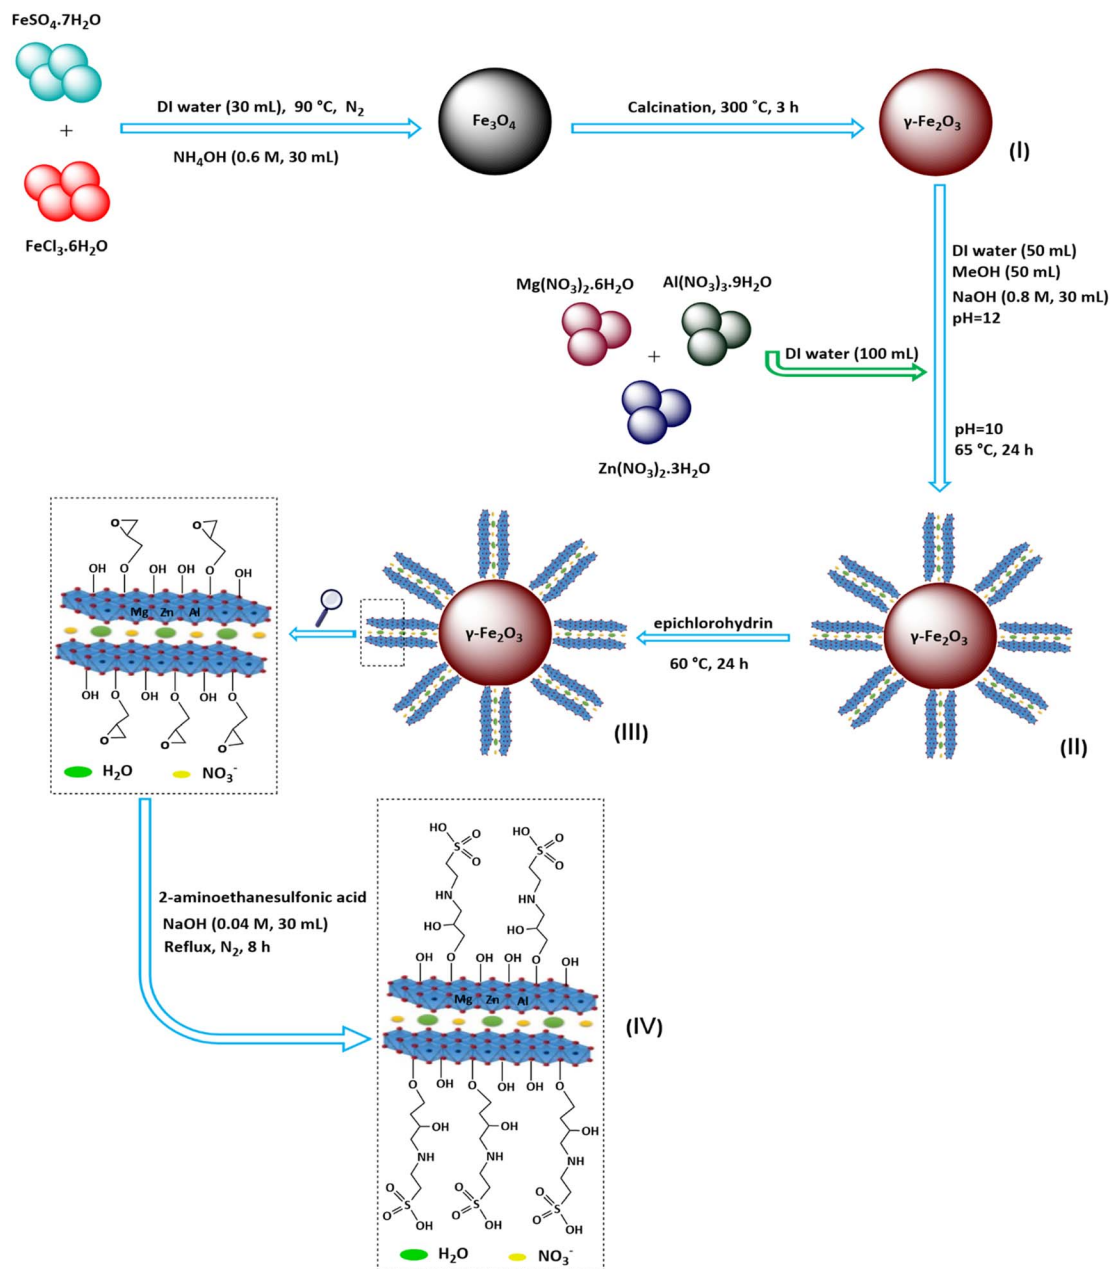 FeSO₄.7H₂O
+
FeCl₃.6H₂O
DI water (30 mL), 90 °C, N₂
NH₄OH (0.6 M, 30 mL)
Fe₃O₄
Calcination, 300 °C, 3 h
γ-Fe₂O₃
(I)
DI water (50 mL)
MeOH (50 mL)
NaOH (0.8 M, 30 mL)
pH=12
Mg(NO₃)₂.6H₂O
Al(NO₃)₃.9H₂O
+
Zn(NO₃)₂.3H₂O
DI water (100 mL)
pH=10
65 °C, 24 h
γ-Fe₂O₃
(II)
epichlorohydrin
60 °C, 24 h
γ-Fe₂O₃
(III)
O O
OH O OH OH O OH
Mg Zn Al
OH O OH O OH O
O O O
H₂O NO₃⁻
2-aminoethanesulfonic acid
NaOH (0.04 M, 30 mL)
Reflux, N₂, 8 h
HO O HO O
S S
O O
HN HN
HO HO
OH O OH OH O OH
Mg Zn Al
(IV)
O OH O OH OH O
OH OH OH
NH NH NH
O O O
S S S
O OH O OH O OH
H₂O NO₃⁻